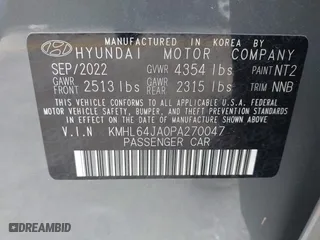 MANUFACTURED IN KOREA BY
HYUNDAI MOTOR COMPANY
SEP/2022 GVWR 4354 lbs PAINT NT2
GAWR FRONT 2513 lbs GAWR REAR 2315 lbs TRIM NNB
THIS VEHICLE CONFORMS TO ALL APPLICABLE U.S. FEDERAL
MOTOR VEHICLE SAFETY, BUMPER, AND THEFT PREVENTION
STANDARDS IN EFFECT ON THE DATE OF MANUFACTURE SHOWN ABOVE.
V.I.N KMHL64JA0PA270047
PASSENGER CAR